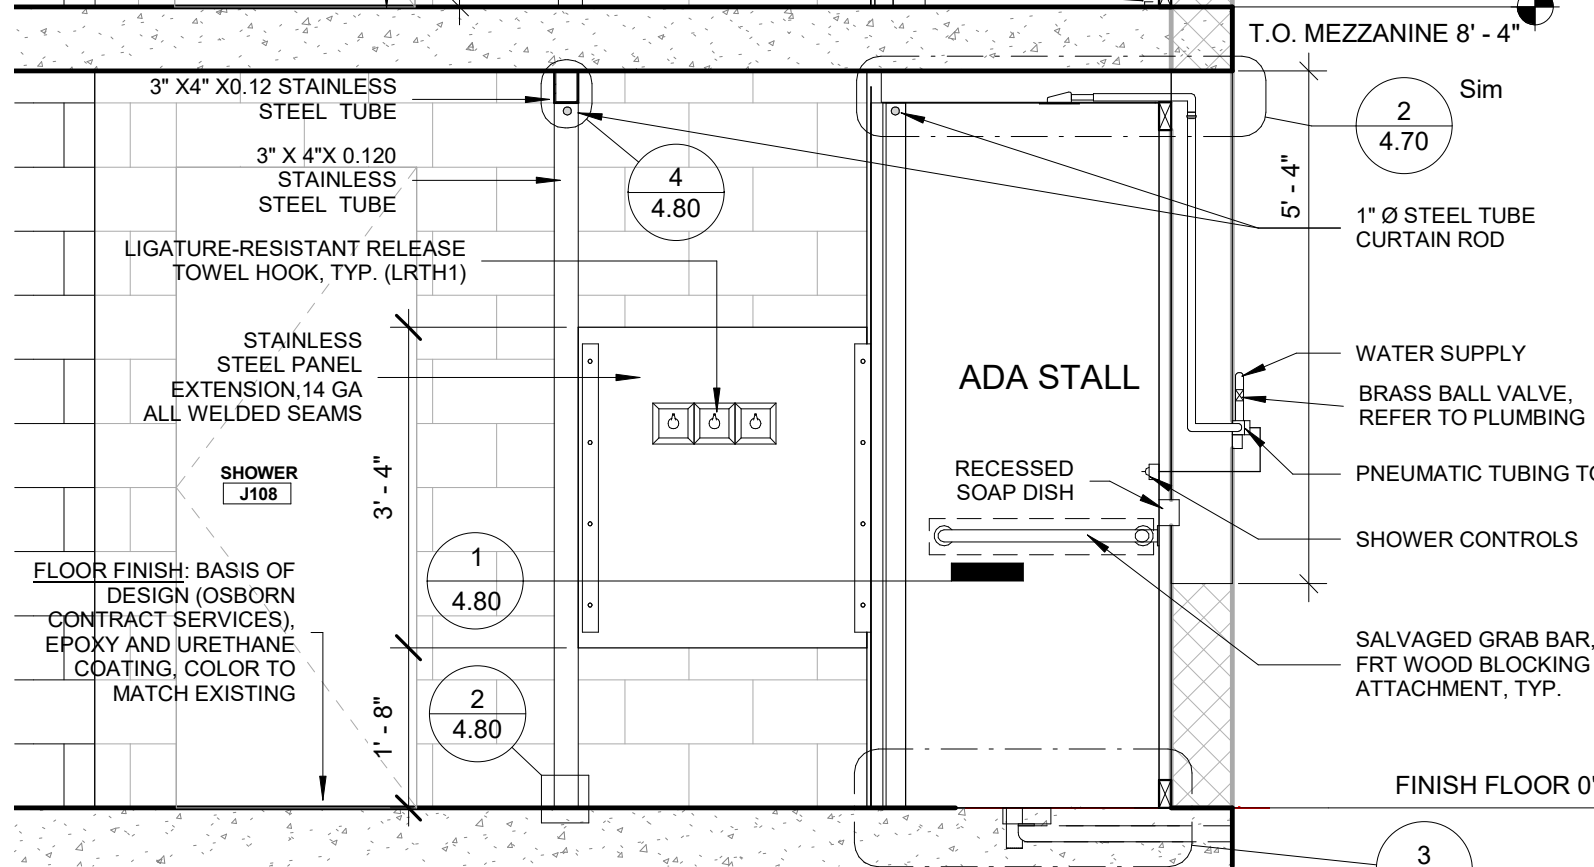 T.O. MEZZANINE 8' - 4"
3" X4" X0.12 STAINLESS
STEEL TUBE
3" X 4"X 0.120
STAINLESS
STEEL TUBE
4
4.80
Sim
2
4.70
5' - 4"
1" Ø STEEL TUBE
CURTAIN ROD
LIGATURE-RESISTANT RELEASE
TOWEL HOOK, TYP. (LRTH1)
STAINLESS
STEEL PANEL
EXTENSION,14 GA
ALL WELDED SEAMS
ADA STALL
WATER SUPPLY
BRASS BALL VALVE,
REFER TO PLUMBING
SHOWER
J108
3' - 4"
RECESSED
SOAP DISH
PNEUMATIC TUBING TO
SHOWER CONTROLS
1
4.80
FLOOR FINISH: BASIS OF
DESIGN (OSBORN
CONTRACT SERVICES),
EPOXY AND URETHANE
COATING, COLOR TO
MATCH EXISTING
SALVAGED GRAB BAR,
FRT WOOD BLOCKING
ATTACHMENT, TYP.
2
4.80
1' - 8"
FINISH FLOOR 0'
3